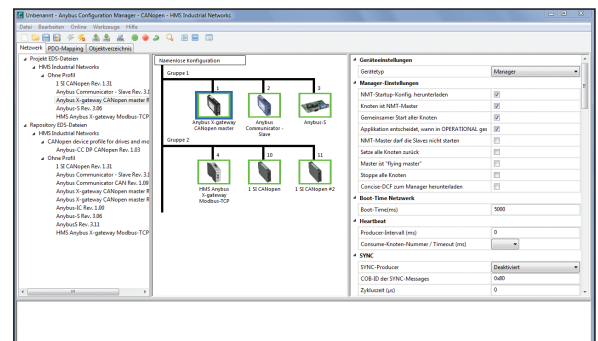 Unbenannt - Anybus Configuration Manager - CANopen - HMS Industrial Networks
Datei Bearbeiten Online Werkzeuge Hilfe
Netzwerk PDO-Mapping Objektverzeichnis
Projekt EDS-Dateien
HMS Industrial Networks
Ohne Profil
1 SI CANopen Rev. 1.31
Anybus Communicator - Slave Rev. 3.1
Anybus X-gateway CANopen master R
Anybus-S Rev. 3.06
HMS Anybus X-gateway Modbus-TCP
Repository EDS-Dateien
HMS Industrial Networks
CANopen device profile for drives and mo
Anybus-CC DP CANopen Rev. 1.03
Ohne Profil
1 SI CANopen Rev. 1.31
Anybus Communicator - Slave Rev. 3.1
Anybus Communicator CAN Rev. 1.09
Anybus X-gateway CANopen master R
Anybus X-gateway CANopen master R
Anybus-IC Rev. 1.00
Anybus-S Rev. 3.06
AnybusS Rev. 3.11
HMS Anybus X-gateway Modbus-TCP
Namenlose Konfiguration
Gruppe 1
1
2
3
Anybus X-gateway CANopen master
Anybus Communicator - Slave
Anybus-S
Gruppe 2
4
10
11
HMS Anybus X-gateway Modbus-TCP
1 SI CANopen
1 SI CANopen #2
Geräteeinstellungen
Gerätetyp Manager
Manager-Einstellungen
NMT-Startup-Konfig. herunterladen
Knoten ist NMT-Master
Gemeinsamer Start aller Knoten
Applikation entscheidet, wann in OPERATIONAL ges
NMT-Master darf die Slaves nicht starten
Setze alle Knoten zurück
Master ist "flying master"
Stoppe alle Knoten
Concise-DCF zum Manager herunterladen
Boot-Time Netzwerk
Boot-Time(ms) 5000
Heartbeat
Producer-Intervall (ms) 0
Consume-Knoten-Nummer / Timeout (ms)
SYNC
SYNC-Producer Deaktiviert
COB-ID der SYNC-Messages 0x80
Zykluszeit (µs) 0